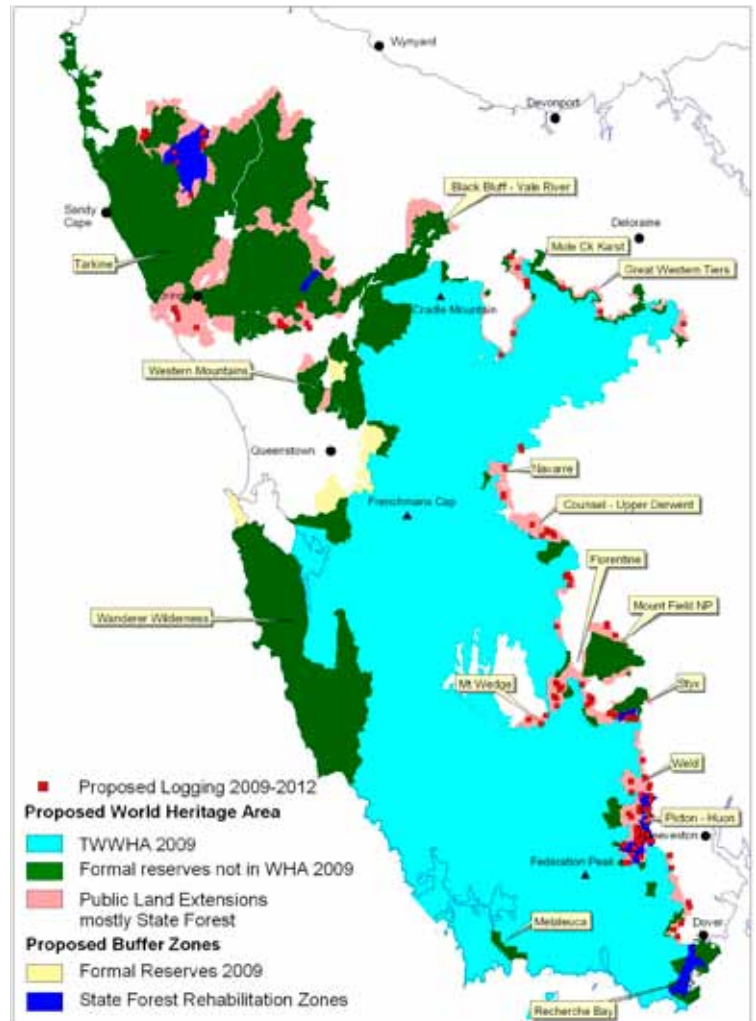 Wynyard
Devonport
Black Bluff - Vale River
Sandy
Cape
Deloraine
Mole Ck Karst
Great Western Tiers
Tarkine
Cradle Mountain
Western Mountains
Queenstown
Navarre
Frenchmans Cap
Counsel - Upper Derwent
Florentine
Wanderer Wilderness
Mount Field NP
Mt Wedge
Styx
Weld
Proposed Logging 2009-2012
Proposed World Heritage Area
Picton - Huon
TWWHA 2009
eeveston
Formal reserves not in WHA 2009
Federation Peak
Public Land Extensions
mostly State Forest
Melaleuca
Dover
Proposed Buffer Zones
Formal Reserves 2009
State Forest Rehabilitation Zones
Recherche Bay